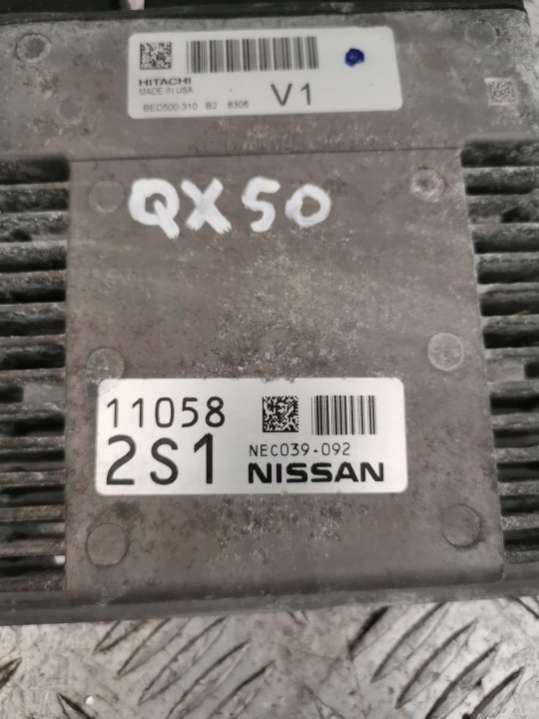 HITACHI
MADE IN USA
BED500-310 B2 8306
V1
QX50
11058
2S1
NEC039-092
NISSAN